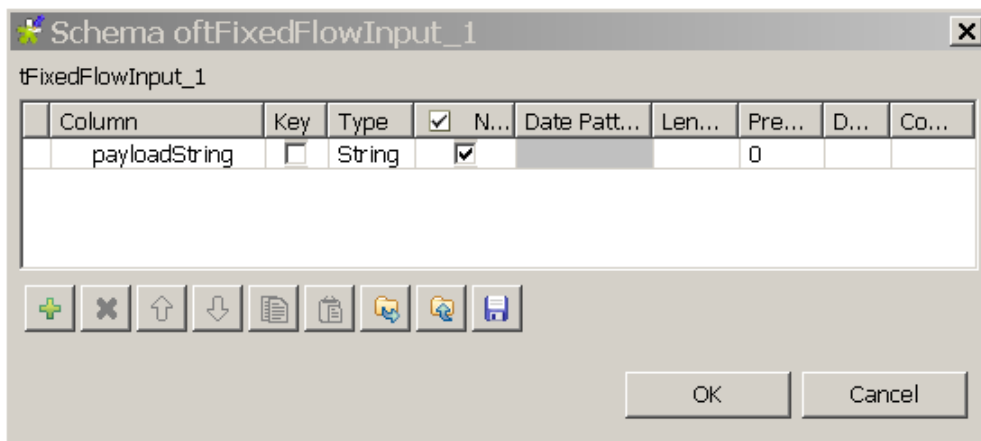 Schema oftFixedFlowInput_1
tFixedFlowInput_1
Column Key Type N... Date Patt... Len... Pre... D... Co...
payloadString String 0
OK Cancel